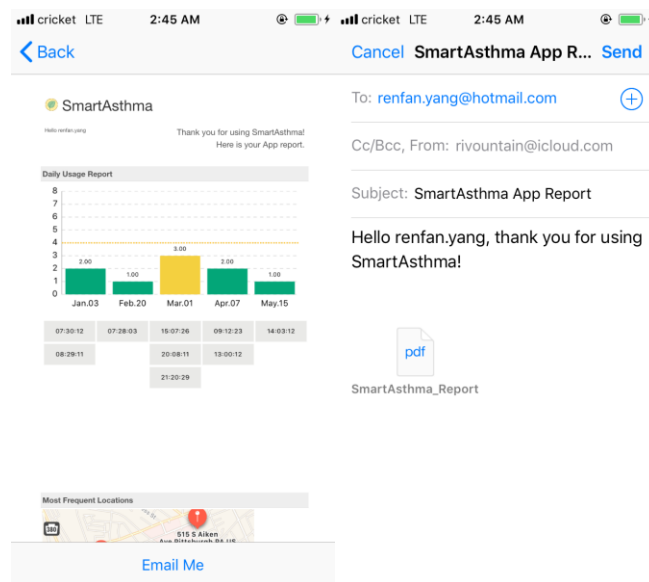 cricket LTE 2:45 AM
Back
SmartAsthma
Hello renfan.yang
Thank you for using SmartAsthma!
Here is your App report.
Daily Usage Report
8
7
6
5
4
3
2
1
0
2.00
1.00
3.00
2.00
1.00
Jan.03 Feb.20 Mar.01 Apr.07 May.15
07:30:12 07:28:03 15:07:26 09:12:23 14:03:12
08:29:11 20:08:11 13:00:12
21:20:29
Most Frequent Locations
380
515 S Aiken
Ave Pittsburgh PA US
Email Me
cricket LTE 2:45 AM
Cancel SmartAsthma App R... Send
To: renfan.yang@hotmail.com
Cc/Bcc, From: rivountain@icloud.com
Subject: SmartAsthma App Report
Hello renfan.yang, thank you for using
SmartAsthma!
pdf
SmartAsthma_Report